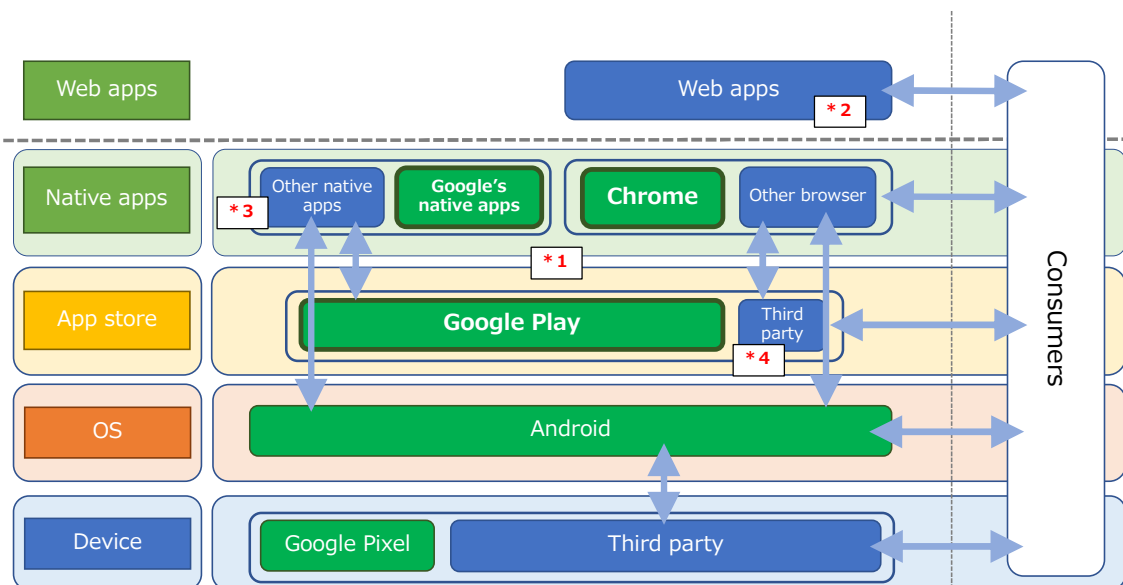 Web apps
Web apps
*2
Native apps
Other native
apps
Google's
native apps
Chrome
Other browser
*3
*1
App store
Google Play
Third
party
*4
Consumers
OS
Android
Device
Google Pixel
Third party